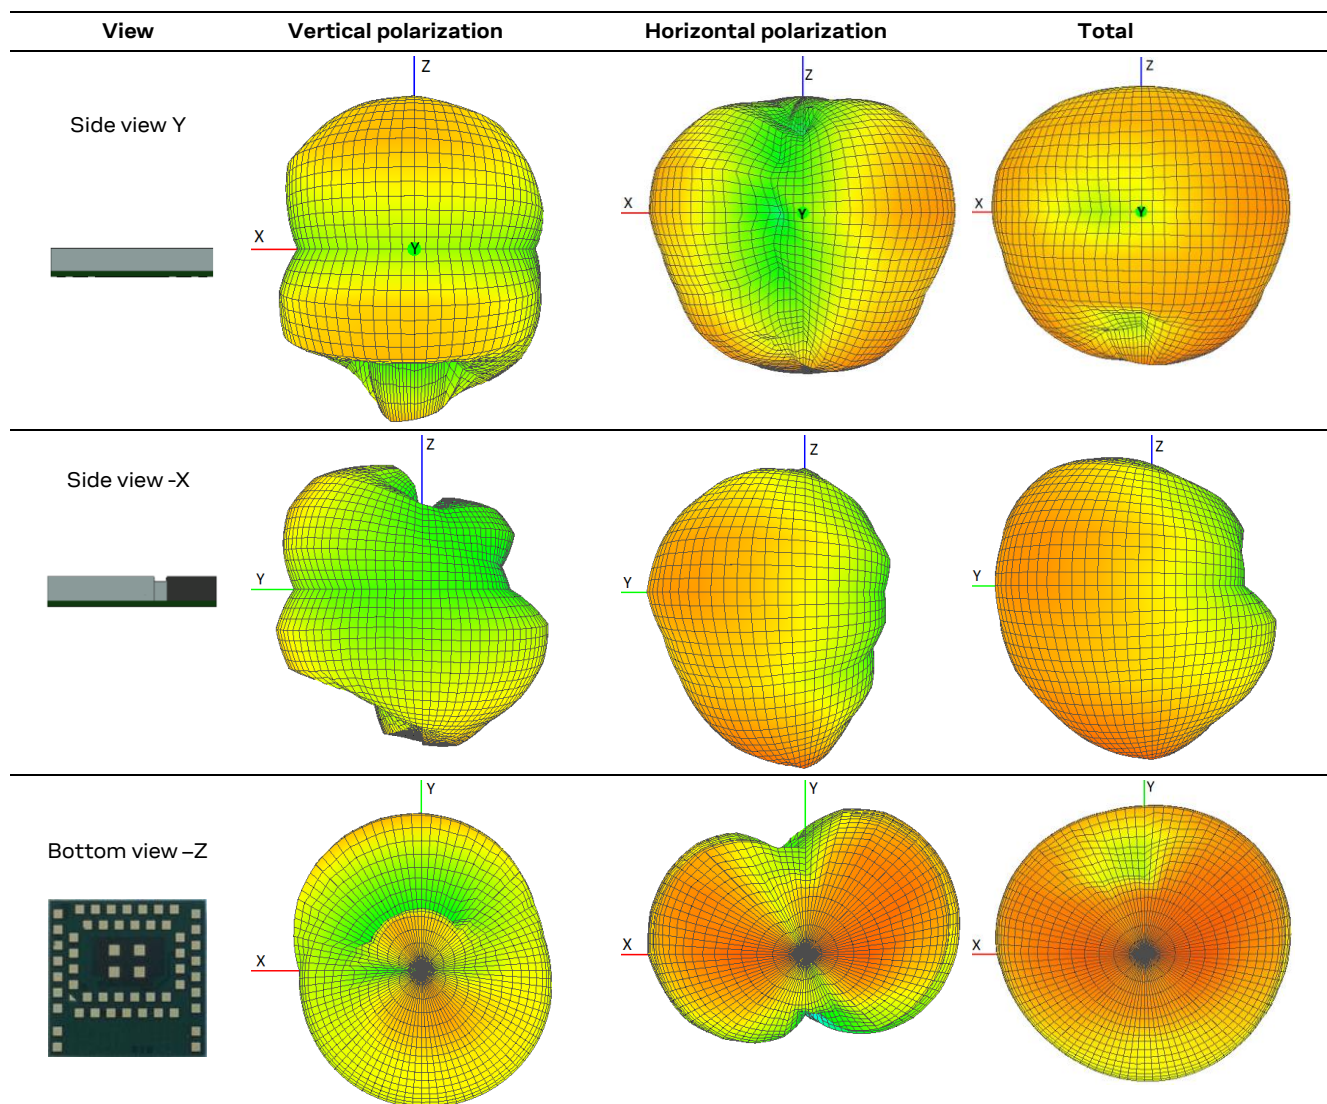 View Vertical polarization Horizontal polarization Total
Side view Y
Z
X
Y
Z
X
Y
Z
X
Y
Side view -X
Z
Y
Z
Y
Z
Y
Bottom view –Z
Y
X
Y
X
Y
X